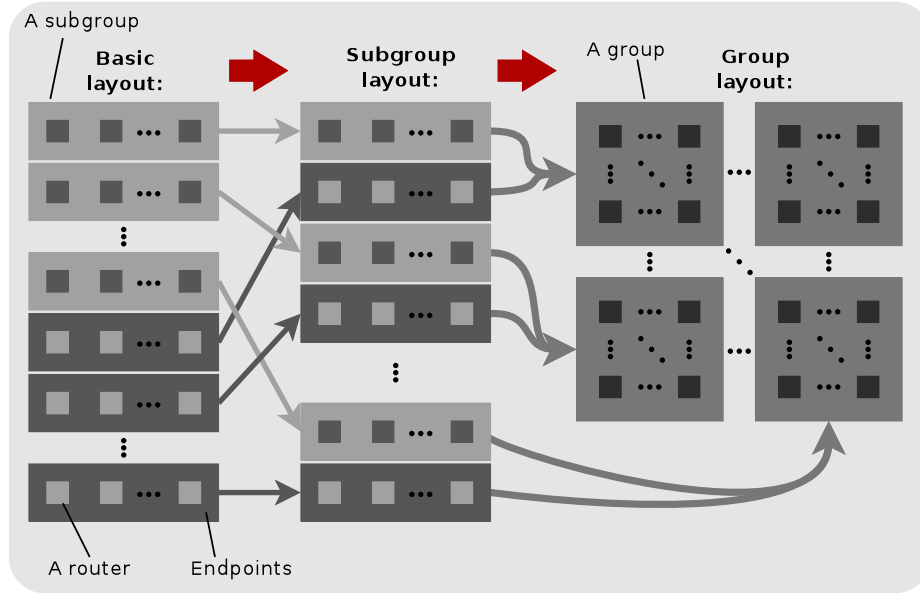 A subgroup
Basic
layout:
Subgroup
layout:
A group
Group
layout:
A router
Endpoints